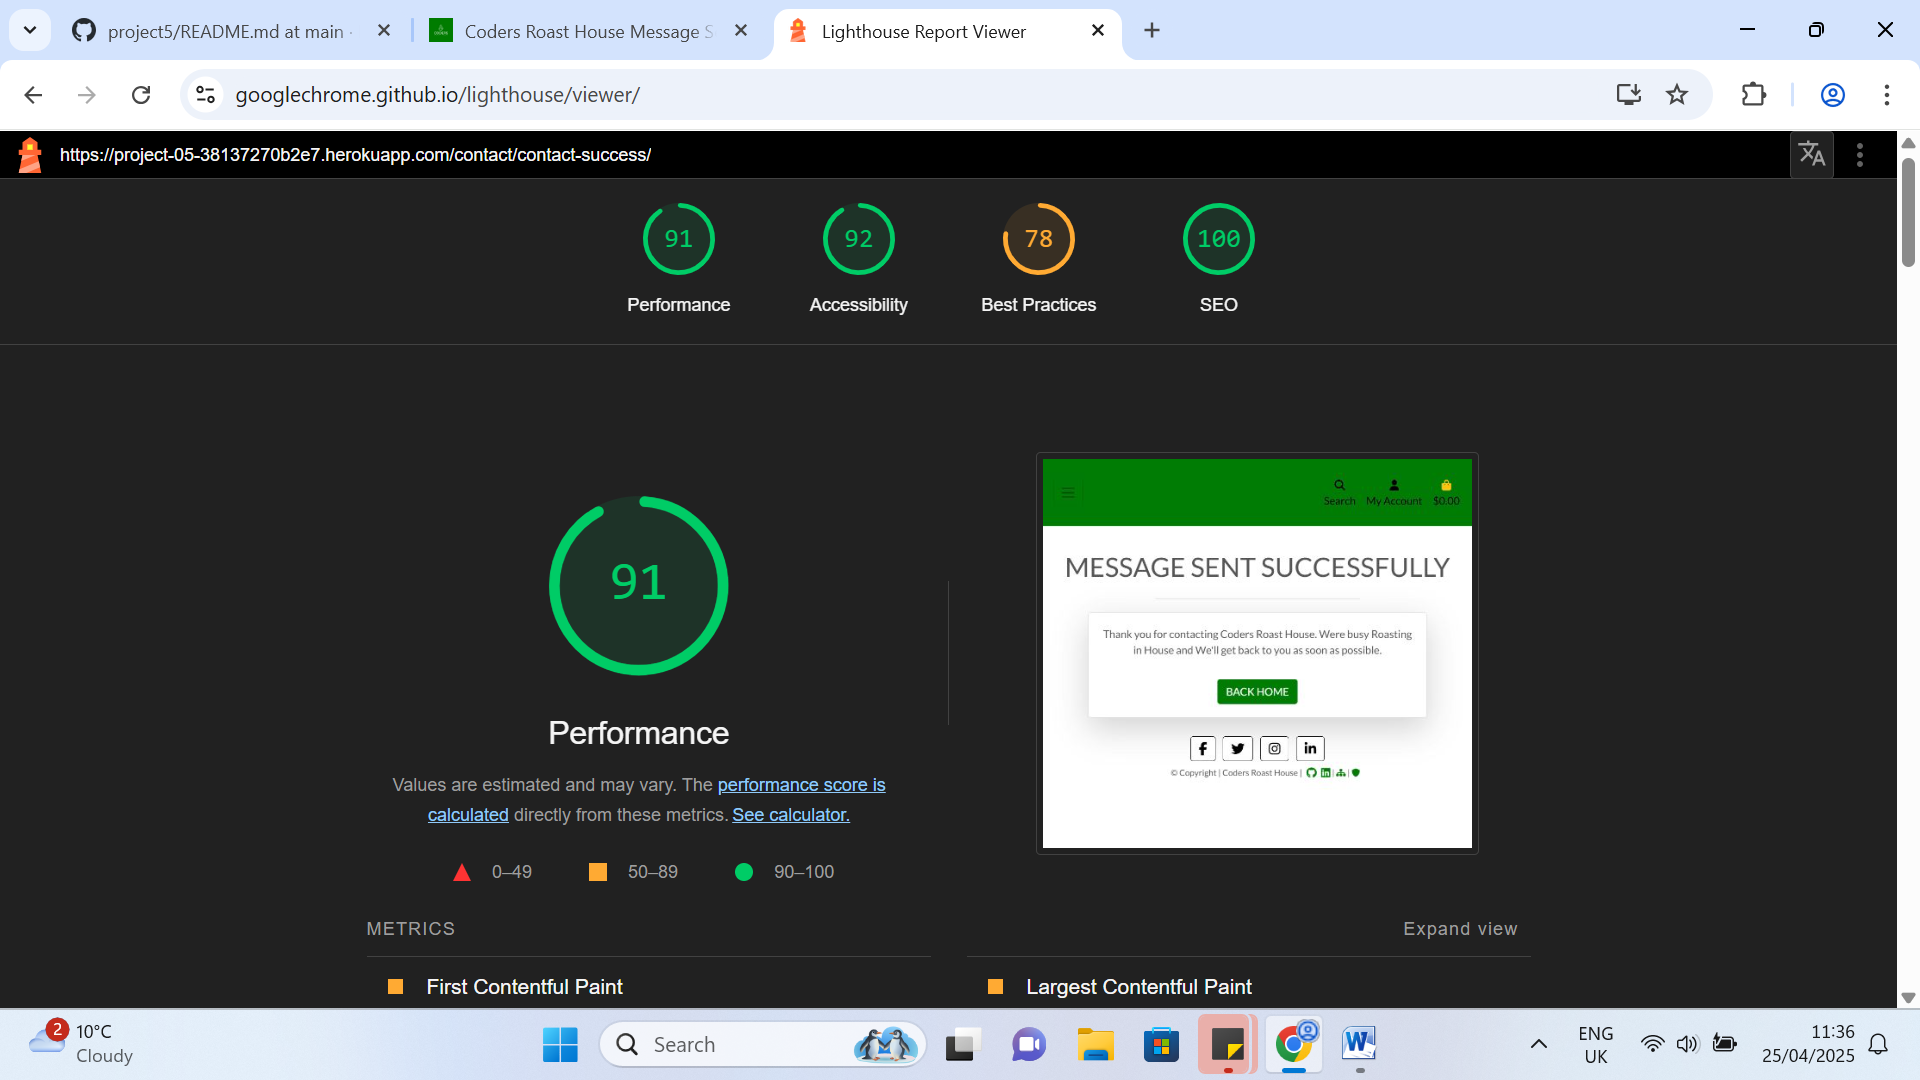 project5/README.md at main ·
Coders Roast House Message S
Lighthouse Report Viewer
googlechrome.github.io/lighthouse/viewer/
https://project-05-38137270b2e7.herokuapp.com/contact/contact-success/
91
92
78
100
Performance
Accessibility
Best Practices
SEO
91
Performance
Values are estimated and may vary. The performance score is
calculated directly from these metrics. See calculator.
0–49
50–89
90–100
Search
My Account
$0.00
MESSAGE SENT SUCCESSFULLY
Thank you for contacting Coders Roast House. Were busy Roasting
in House and We'll get back to you as soon as possible.
BACK HOME
© Copyright | Coders Roast House |
METRICS
Expand view
First Contentful Paint
Largest Contentful Paint
2
10°C
Cloudy
Search
ENG
UK
11:36
25/04/2025